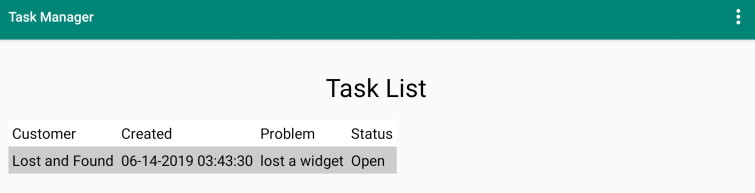 Task Manager
Task List
Customer Created Problem Status
Lost and Found 06-14-2019 03:43:30 lost a widget Open